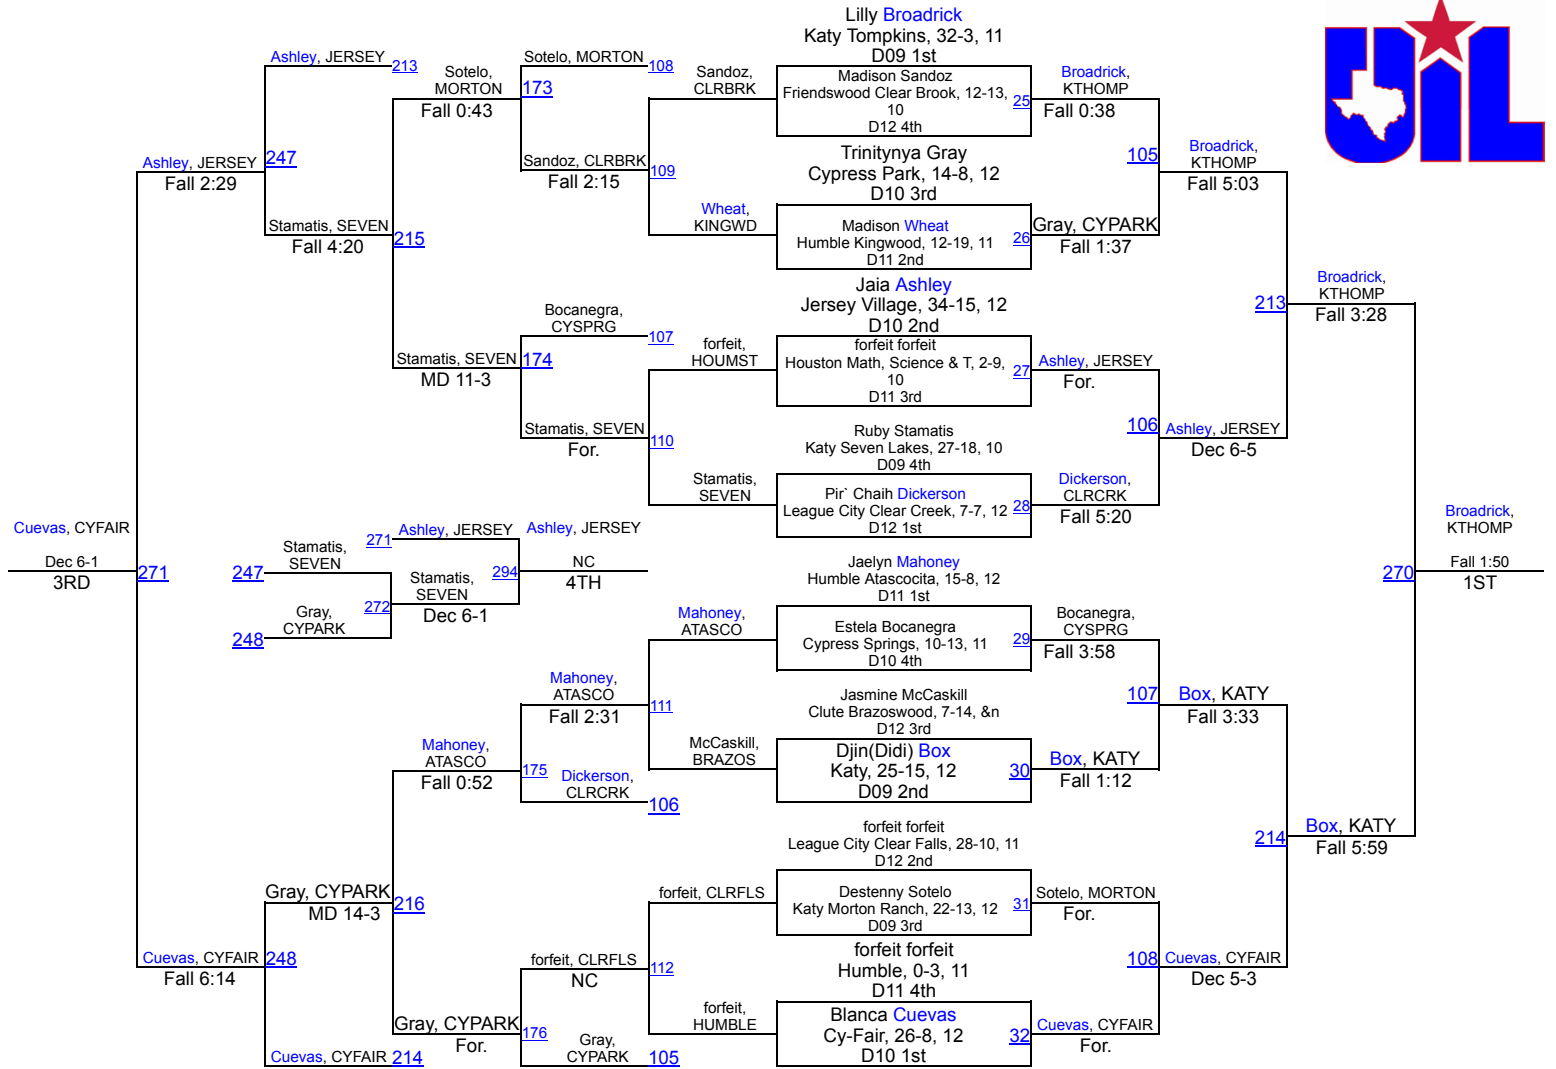 Lilly Broadrick
Katy Tompkins, 32-3, 11
D09 1st
UIL
Ashley, JERSEY
213
Sotelo,
MORTON
Fall 0:43
Sotelo, MORTON
108
173
Sandoz,
CLRBRK
Madison Sandoz
Friendswood Clear Brook, 12-13,
10
D12 4th
25
Broadrick,
KTHOMP
Fall 0:38
Trinitynya Gray
Cypress Park, 14-8, 12
D10 3rd
105
Broadrick,
KTHOMP
Fall 5:03
Ashley, JERSEY
Fall 2:29
247
Sandoz, CLRBRK
Fall 2:15
109
Wheat,
KINGWD
Madison Wheat
Humble Kingwood, 12-19, 11
D11 2nd
26
Gray, CYPARK
Fall 1:37
Stamatis, SEVEN
Fall 4:20
215
Jaia Ashley
Jersey Village, 34-15, 12
D10 2nd
213
Broadrick,
KTHOMP
Fall 3:28
Bocanegra,
CYSPRG
107
forfeit,
HOUMST
forfeit forfeit
Houston Math, Science & T, 2-9,
10
D11 3rd
27
Ashley, JERSEY
For.
Stamatis, SEVEN
MD 11-3
174
Ruby Stamatis
Katy Seven Lakes, 27-18, 10
D09 4th
106
Ashley, JERSEY
Dec 6-5
Stamatis, SEVEN
For.
110
Stamatis,
SEVEN
Pir` Chaih Dickerson
League City Clear Creek, 7-7, 12
D12 1st
28
Dickerson,
CLRCRK
Fall 5:20
Cuevas, CYFAIR
Dec 6-1
3RD
271
247
Stamatis,
SEVEN
271
Ashley, JERSEY
Ashley, JERSEY
NC
4TH
294
Stamatis,
SEVEN
Dec 6-1
272
Gray,
CYPARK
248
Broadrick,
KTHOMP
Fall 1:50
1ST
270
Jaelyn Mahoney
Humble Atascocita, 15-8, 12
D11 1st
Mahoney,
ATASCO
Estela Bocanegra
Cypress Springs, 10-13, 11
D10 4th
29
Bocanegra,
CYSPRG
Fall 3:58
Mahoney,
ATASCO
Fall 2:31
111
Jasmine McCaskill
Clute Brazoswood, 7-14, &n
D12 3rd
107
Box, KATY
Fall 3:33
Mahoney,
ATASCO
Fall 0:52
175
McCaskill,
BRAZOS
Djin(Didi) Box
Katy, 25-15, 12
D09 2nd
30
Box, KATY
Fall 1:12
Dickerson,
CLRCRK
106
forfeit forfeit
League City Clear Falls, 28-10, 11
D12 2nd
214
Box, KATY
Fall 5:59
Gray, CYPARK
MD 14-3
216
forfeit, CLRFLS
Destenny Sotelo
Katy Morton Ranch, 22-13, 12
D09 3rd
31
Sotelo, MORTON
For.
Cuevas, CYFAIR
Fall 6:14
248
forfeit, CLRFLS
NC
112
forfeit forfeit
Humble, 0-3, 11
D11 4th
108
Cuevas, CYFAIR
Dec 5-3
Gray, CYPARK
For.
176
forfeit,
HUMBLE
Blanca Cuevas
Cy-Fair, 26-8, 12
D10 1st
32
Cuevas, CYFAIR
For.
Cuevas, CYFAIR
214
Gray,
CYPARK
105